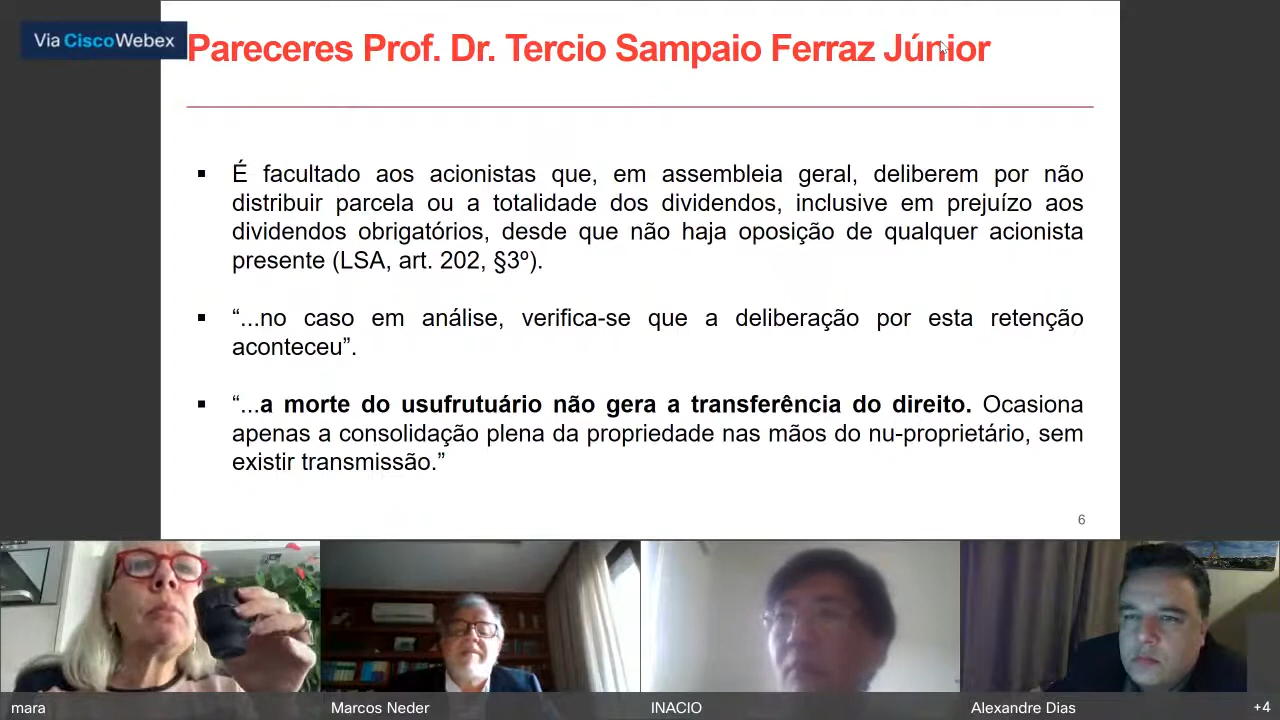 Via Cisco Webex
Pareceres Prof. Dr. Tercio Sampaio Ferraz Júnior
▪ É facultado aos acionistas que, em assembleia geral, deliberem por não
distribuir parcela ou a totalidade dos dividendos, inclusive em prejuízo aos
dividendos obrigatórios, desde que não haja oposição de qualquer acionista
presente (LSA, art. 202, §3º).
▪ “...no caso em análise, verifica-se que a deliberação por esta retenção
aconteceu”.
▪ “...a morte do usufrutuário não gera a transferência do direito. Ocasiona
apenas a consolidação plena da propriedade nas mãos do nu-proprietário, sem
existir transmissão.”
6
mara
Marcos Neder
INACIO
Alexandre Dias
+4